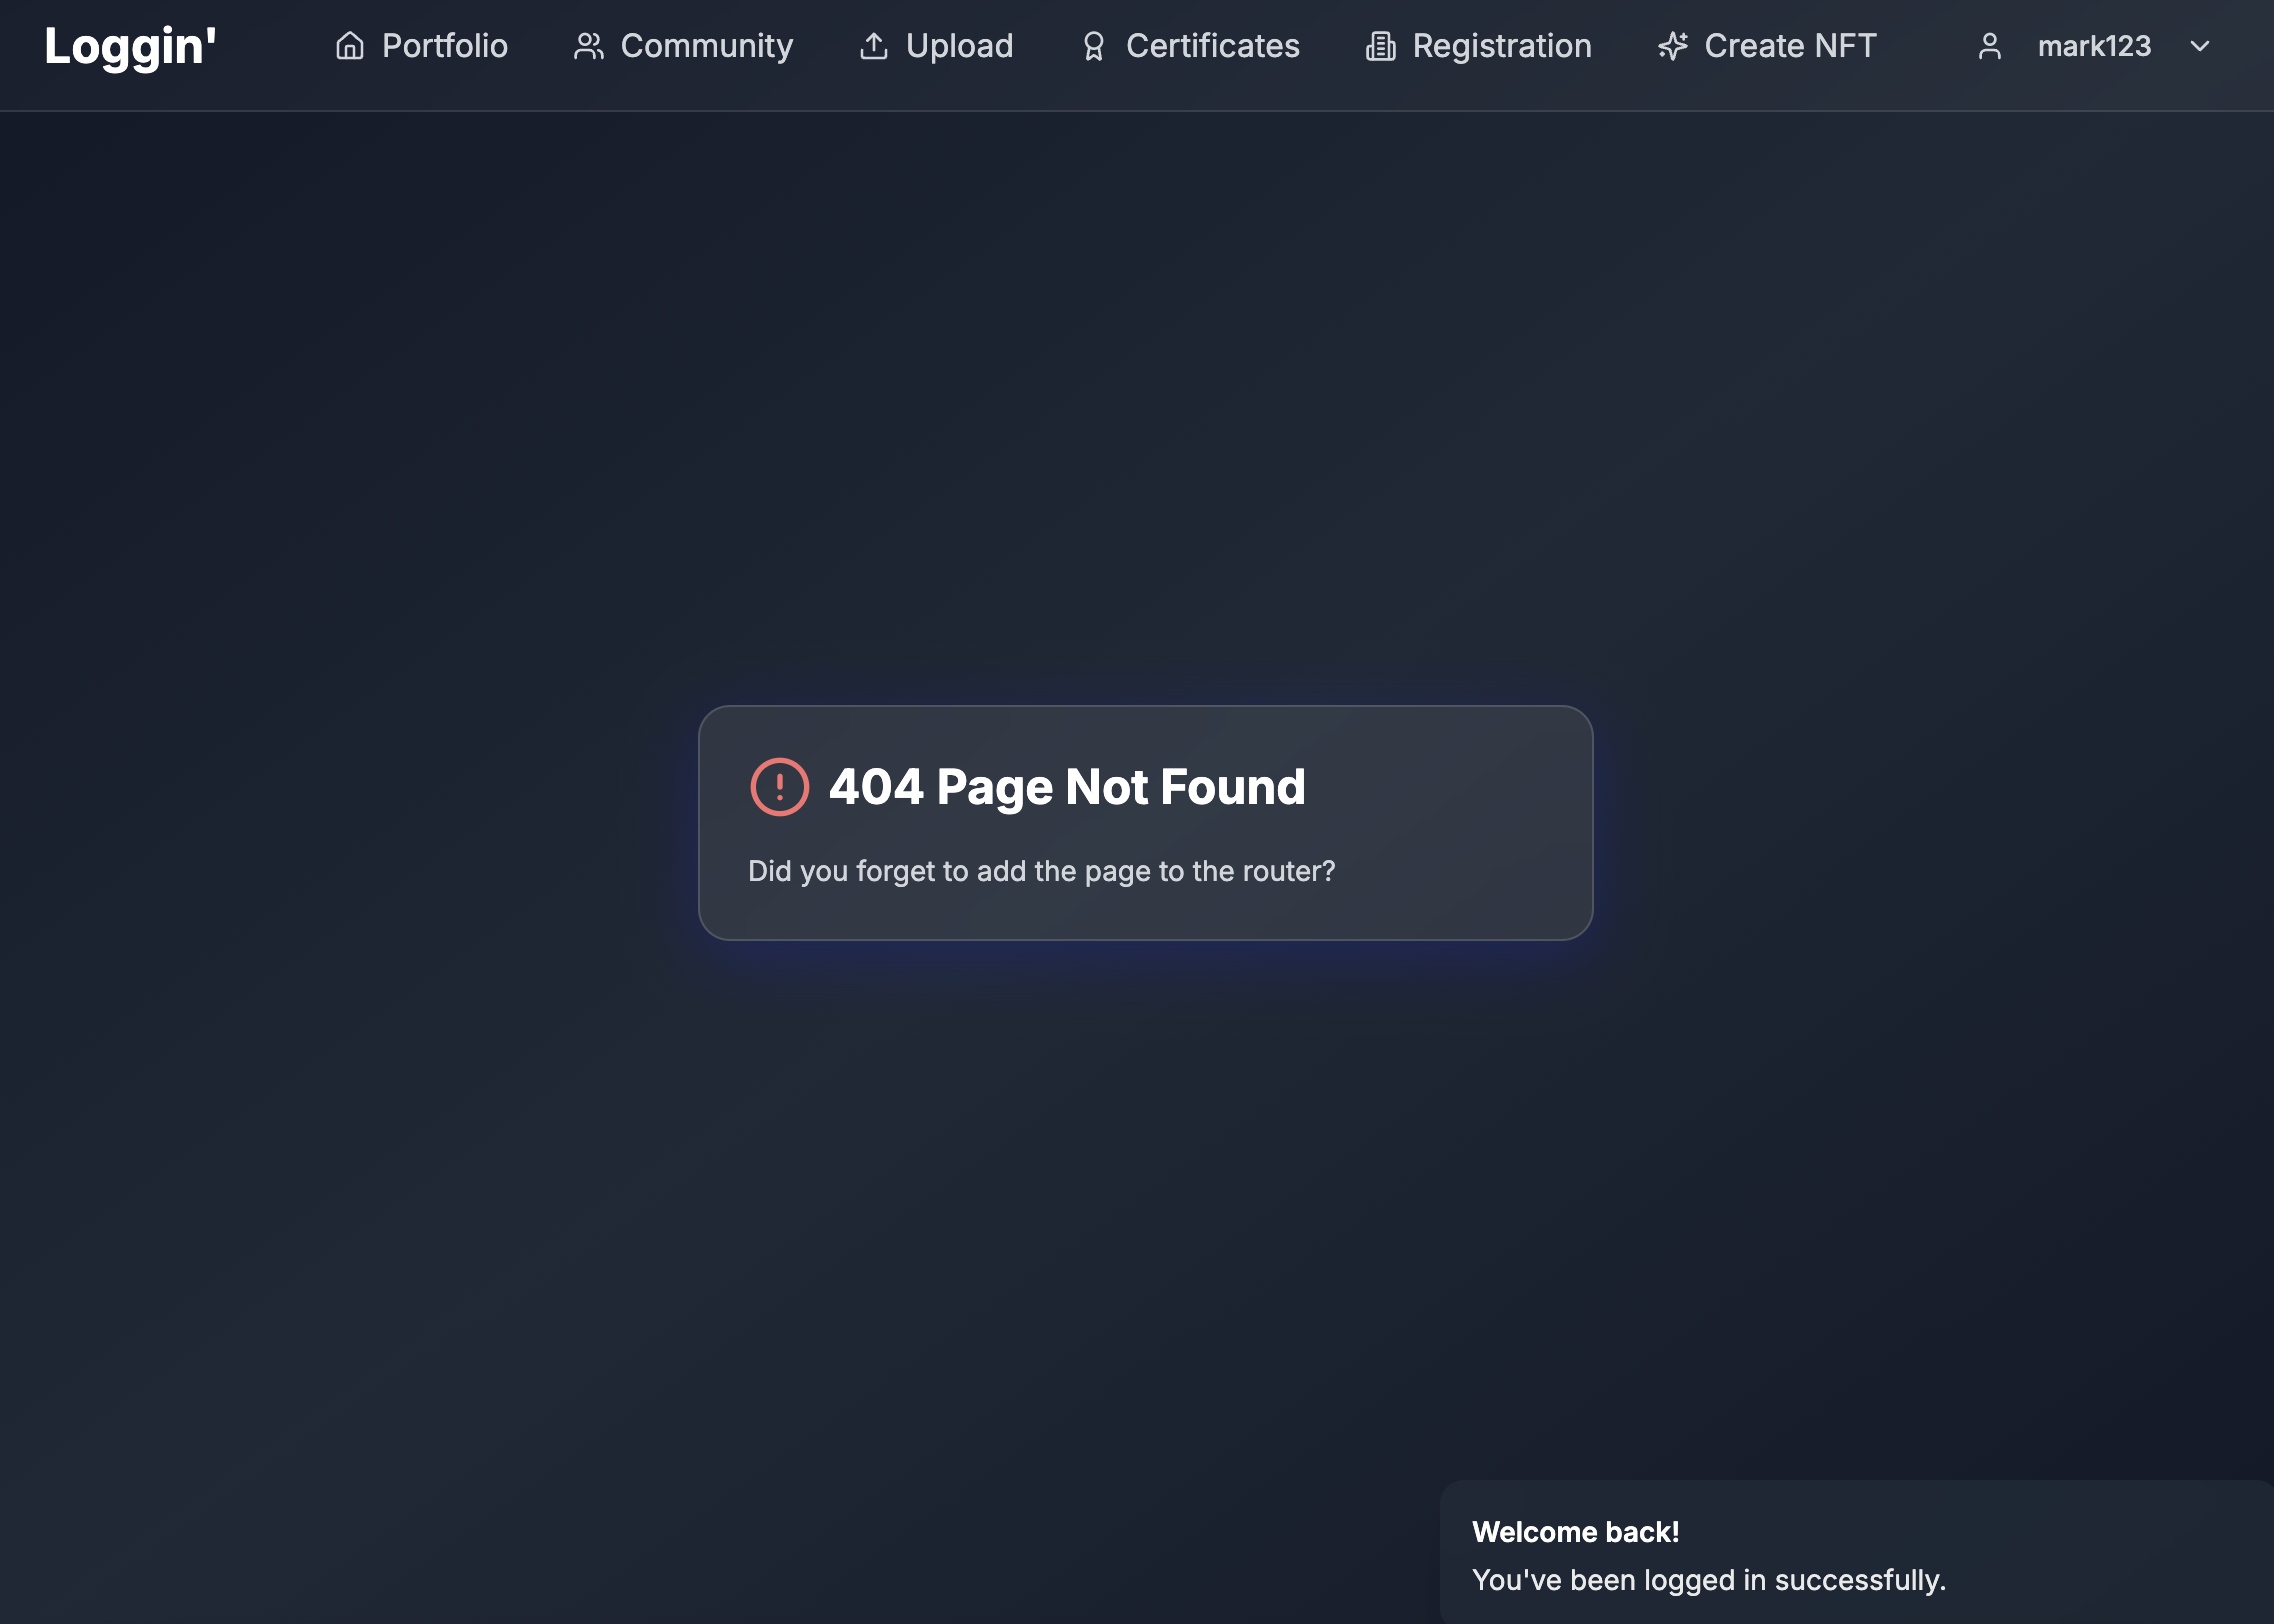 Loggin'
Portfolio
Community
Upload
Certificates
Registration
Create NFT
mark123
404 Page Not Found
Did you forget to add the page to the router?
Welcome back!
You've been logged in successfully.